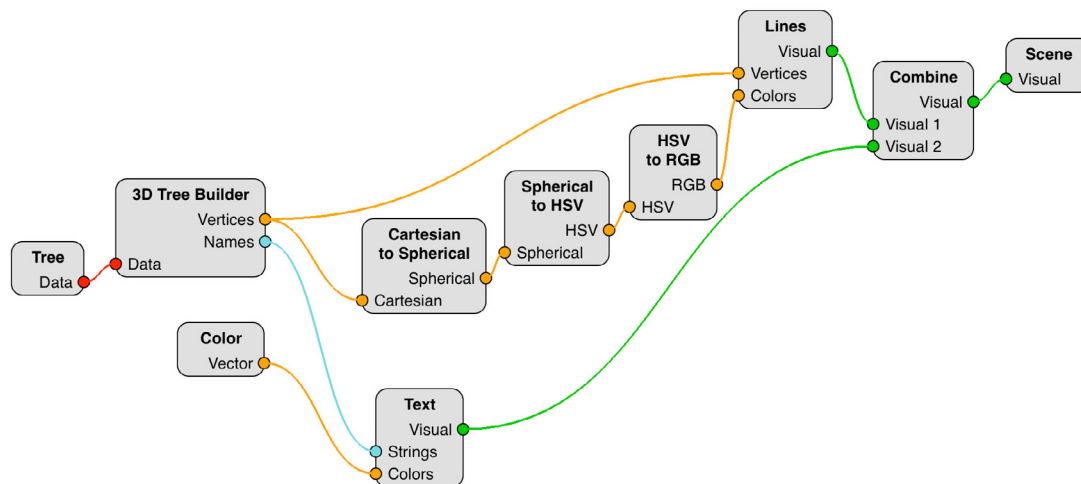 Tree
Data
3D Tree Builder
Vertices
Names
Data
Color
Vector
Cartesian
to Spherical
Spherical
Cartesian
Text
Visual
Strings
Colors
Spherical
to HSV
HSV
Spherical
HSV
to RGB
RGB
HSV
Lines
Visual
Vertices
Colors
Combine
Visual
Visual 1
Visual 2
Scene
Visual